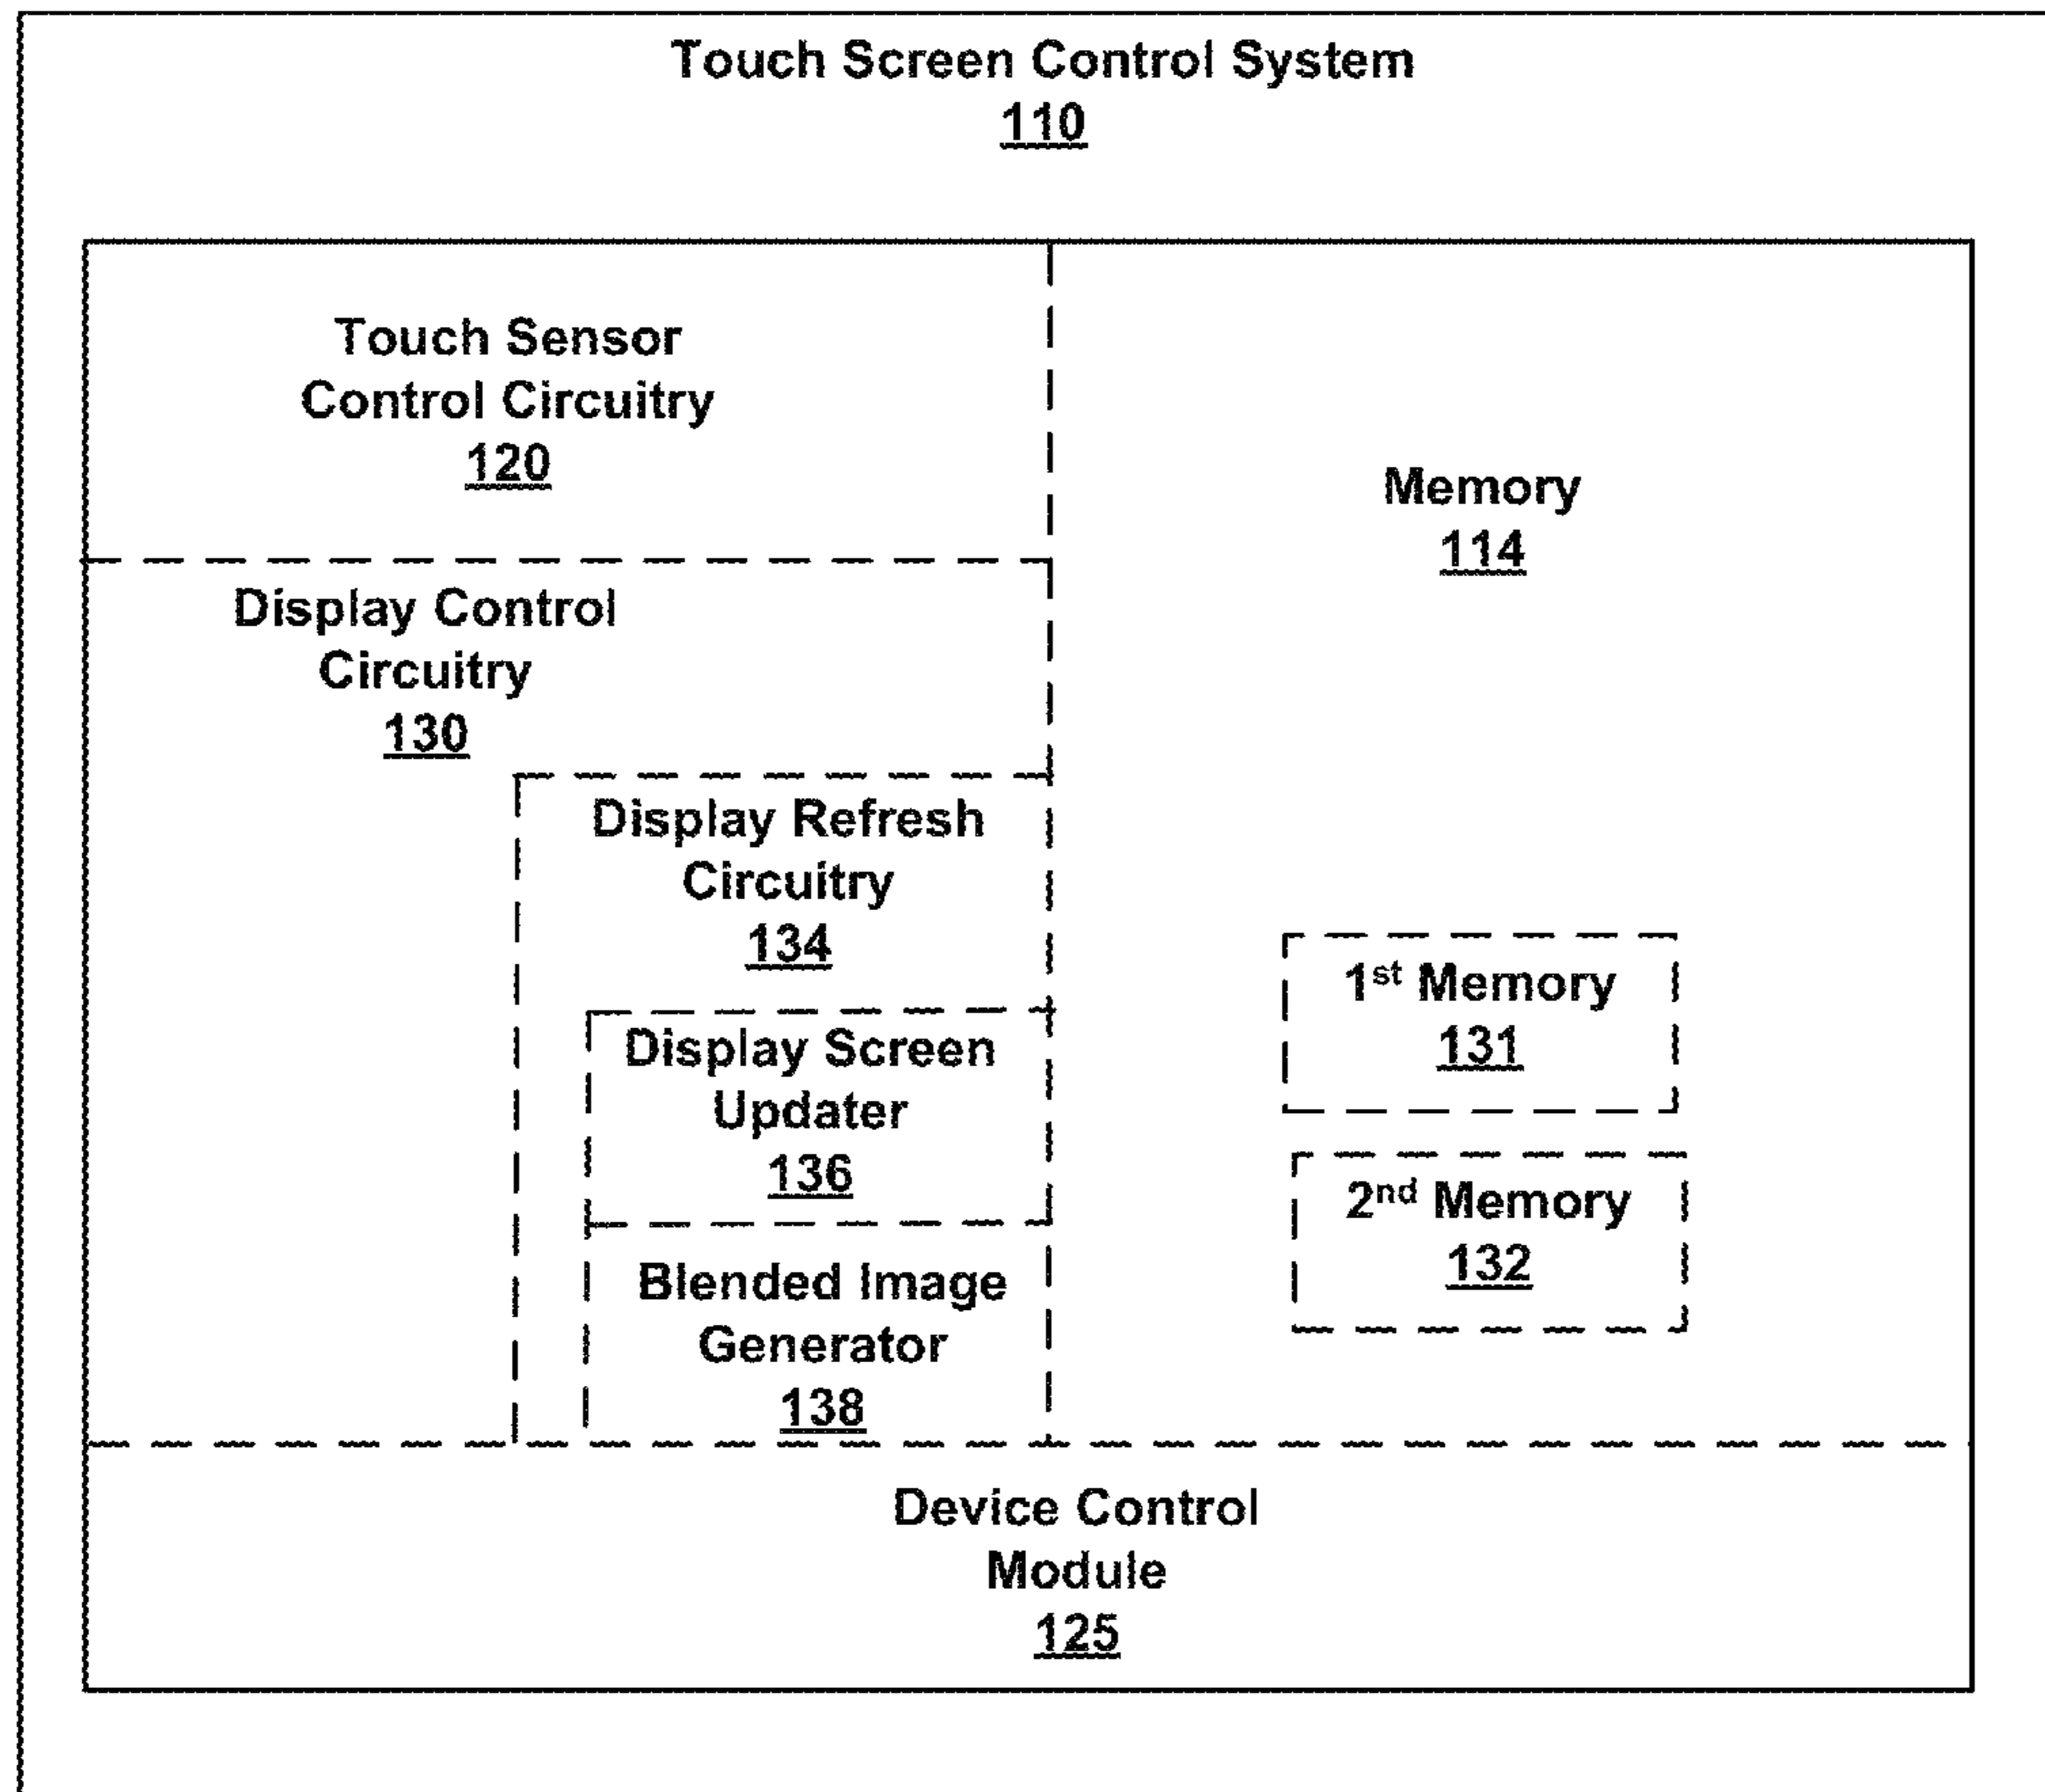 Touch Screen Control System
110
Touch Sensor
Control Circuitry
120
Memory
114
Display Control
Circuitry
130
Display Refresh
Circuitry
134
Display Screen
Updater
136
Blended Image
Generator
138
1st Memory
131
2nd Memory
132
Device Control
Module
125